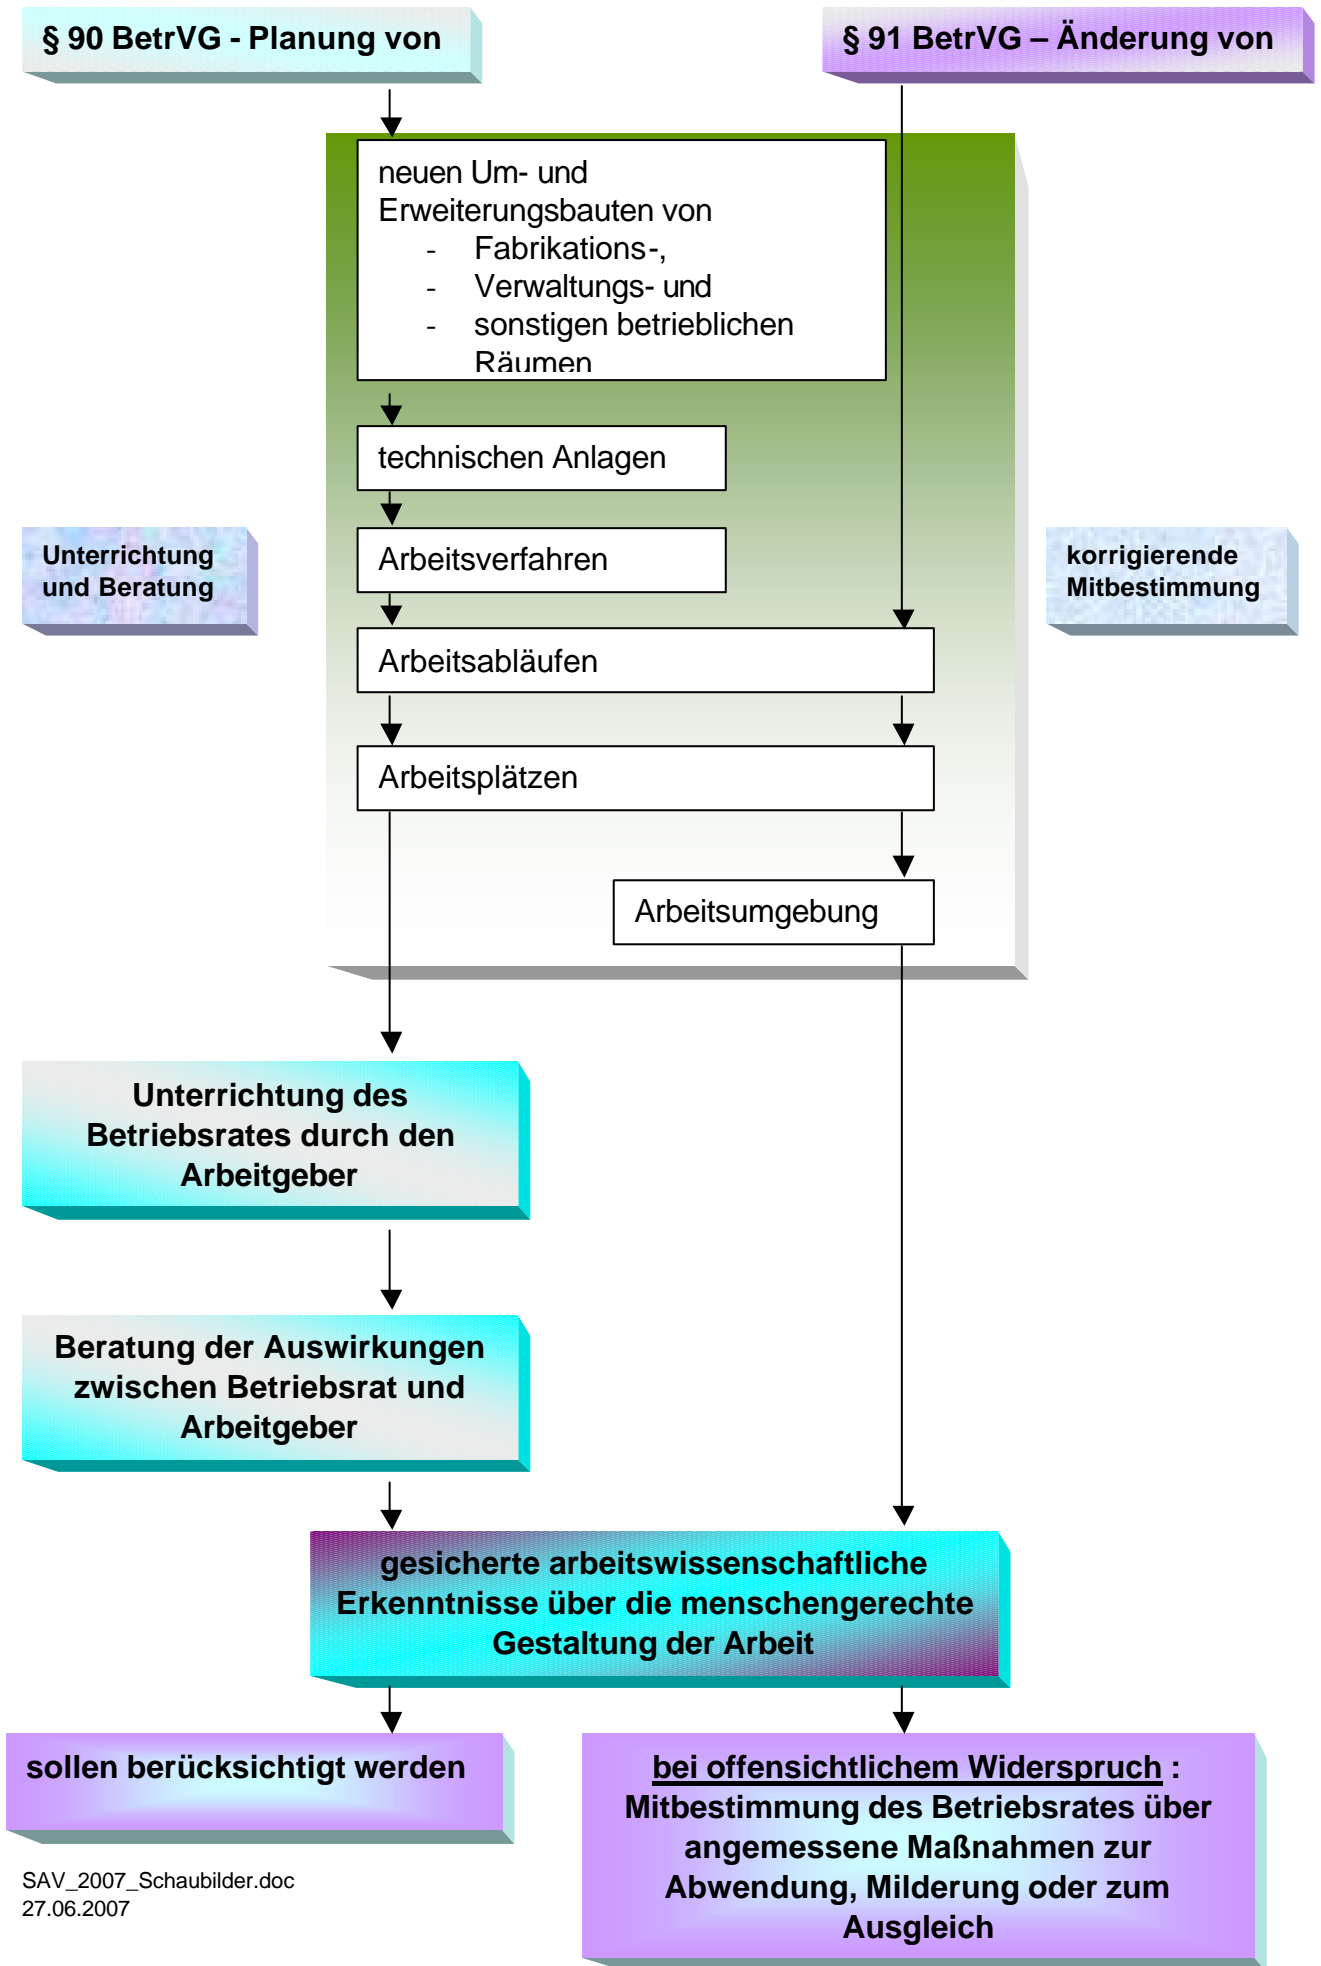 § 90 BetrVG - Planung von
§ 91 BetrVG – Änderung von
neuen Um- und
Erweiterungsbauten von
- Fabrikations-,
- Verwaltungs- und
- sonstigen betrieblichen
Räumen
technischen Anlagen
Arbeitsverfahren
Unterrichtung
und Beratung
korrigierende
Mitbestimmung
Arbeitsabläufen
Arbeitsplätzen
Arbeitsumgebung
Unterrichtung des
Betriebsrates durch den
Arbeitgeber
Beratung der Auswirkungen
zwischen Betriebsrat und
Arbeitgeber
gesicherte arbeitswissenschaftliche
Erkenntnisse über die menschengerechte
Gestaltung der Arbeit
sollen berücksichtigt werden
bei offensichtlichem Widerspruch :
Mitbestimmung des Betriebsrates über
angemessene Maßnahmen zur
Abwendung, Milderung oder zum
Ausgleich
SAV_2007_Schaubilder.doc
27.06.2007